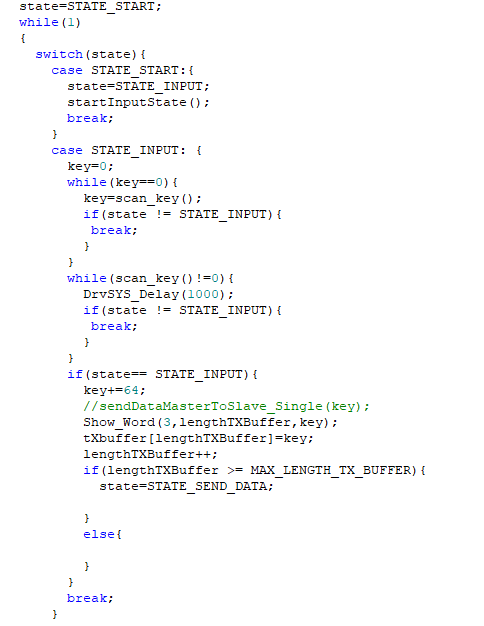 state=STATE_START;
while(1)
{
switch(state){
case STATE_START:{
state=STATE_INPUT;
startInputState();
break;
}
case STATE_INPUT: {
key=0;
while(key==0){
key=scan_key();
if(state != STATE_INPUT){
break;
}
}
while(scan_key()!=0){
DrvSYS_Delay(1000);
if(state != STATE_INPUT){
break;
}
}
if(state== STATE_INPUT){
key+=64;
//sendDataMasterToSlave_Single(key);
Show_Word(3,lengthTXBuffer,key);
tXbuffer[lengthTXBuffer]=key;
lengthTXBuffer++;
if(lengthTXBuffer >= MAX_LENGTH_TX_BUFFER){
state=STATE_SEND_DATA;
}
else{
}
}
break;
}